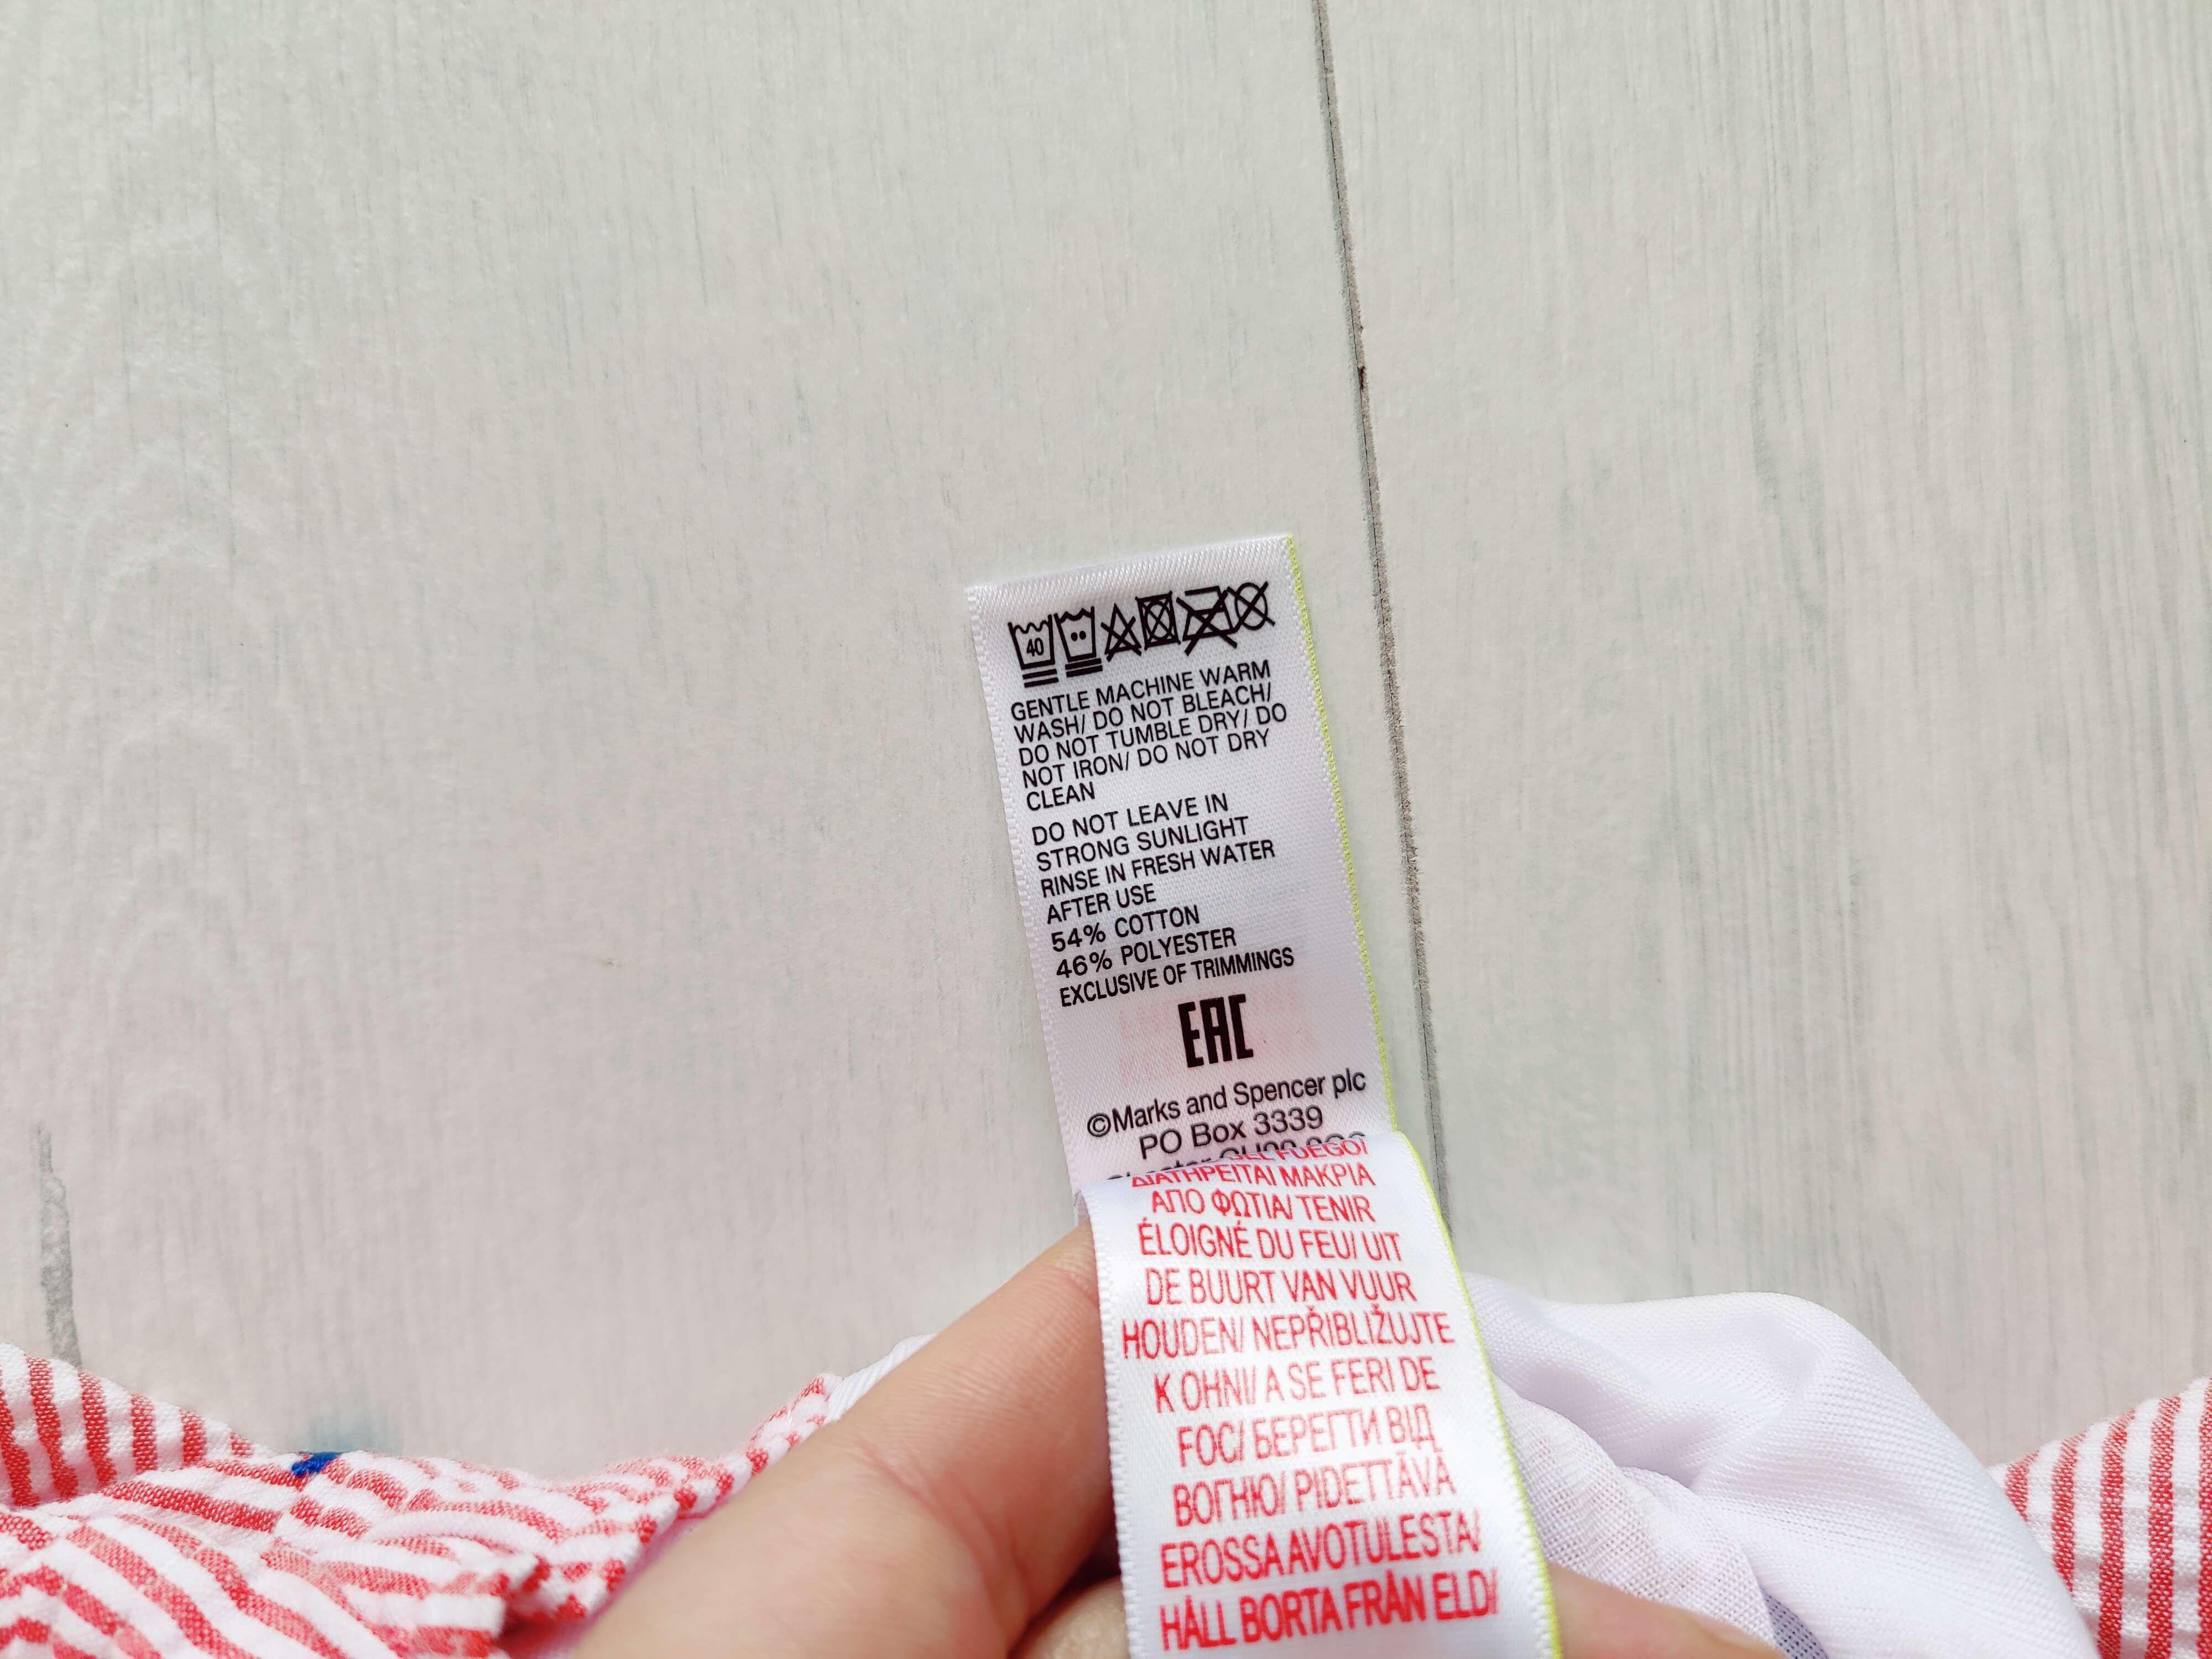 40
GENTLE MACHINE WARM
WASH/ DO NOT BLEACH/
DO NOT TUMBLE DRY/ DO
NOT IRON/ DO NOT DRY
CLEAN
DO NOT LEAVE IN
STRONG SUNLIGHT
RINSE IN FRESH WATER
AFTER USE
54% COTTON
46% POLYESTER
EXCLUSIVE OF TRIMMINGS
EAC
©Marks and Spencer plc
PO Box 3339
DEL FUEGO/
ΔΙΑΤΗΡΕΙΤΑΙ ΜΑΚΡΙΑ
ΑΠΟ ΦΩΤΙΑ/ TENIR
ÉLOIGNÉ DU FEU/ UIT
DE BUURT VAN VUUR
HOUDEN/ NEPŘIBLIŽUJTE
K OHNI/ A SE FERI DE
FOC/ БЕРЕГТИ ВІД
ВОГНЮ/ PIDETTÄVÄ
EROSSA AVOTULESTA/
HÅLL BORTA FRÅN ELD/